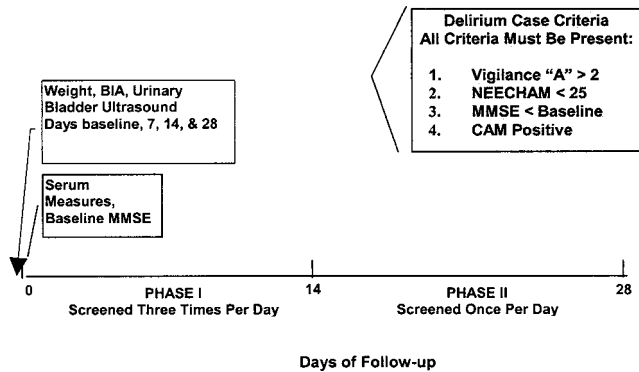 Delirium Case Criteria
All Criteria Must Be Present:
1. Vigilance “A” > 2
2. NEECHAM < 25
3. MMSE < Baseline
4. CAM Positive
Weight, BIA, Urinary
Bladder Ultrasound
Days baseline, 7, 14, & 28
Serum
Measures,
Baseline MMSE
0 14 28
PHASE I PHASE II
Screened Three Times Per Day Screened Once Per Day
Days of Follow-up